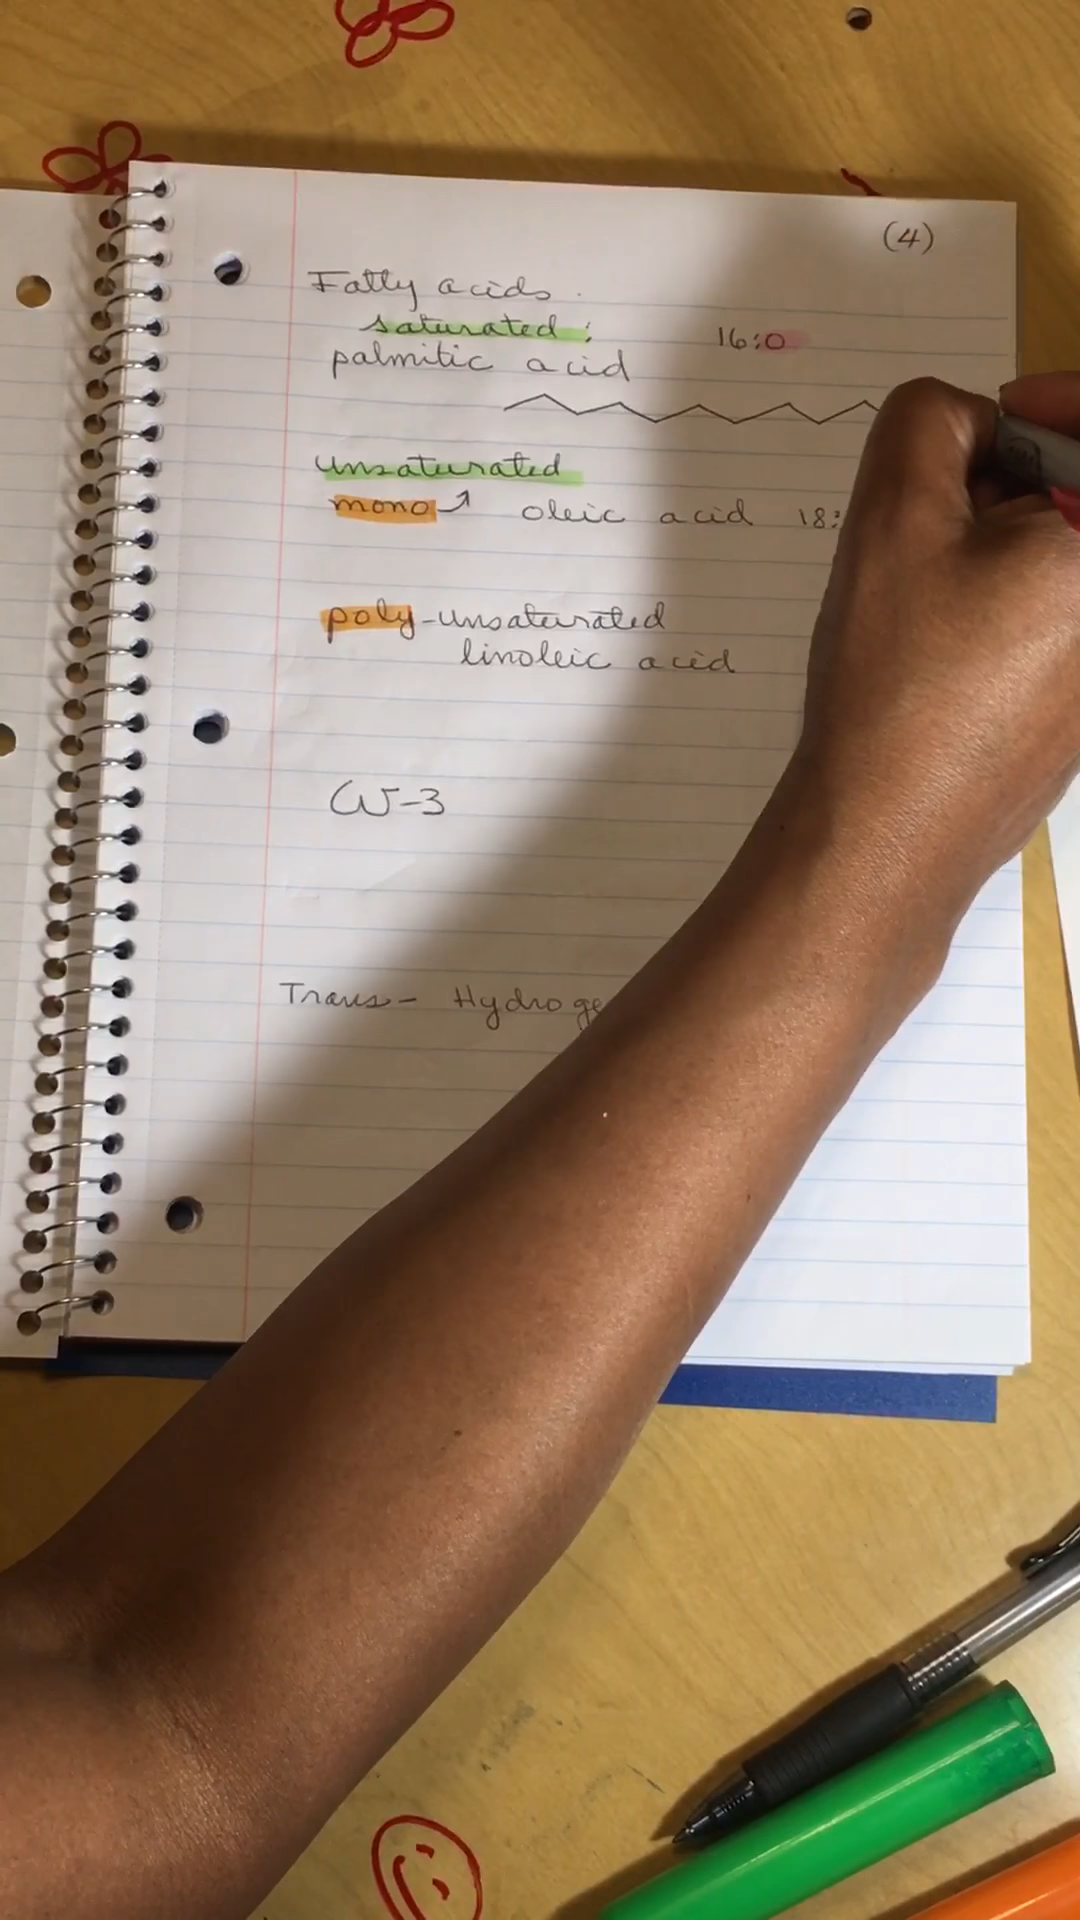 (4)
Fatty acids.
saturated: 16:0
palmitic acid
unsaturated
mono oleic acid 18:
poly-unsaturated
linoleic acid
ω-3
Trans- Hydroge